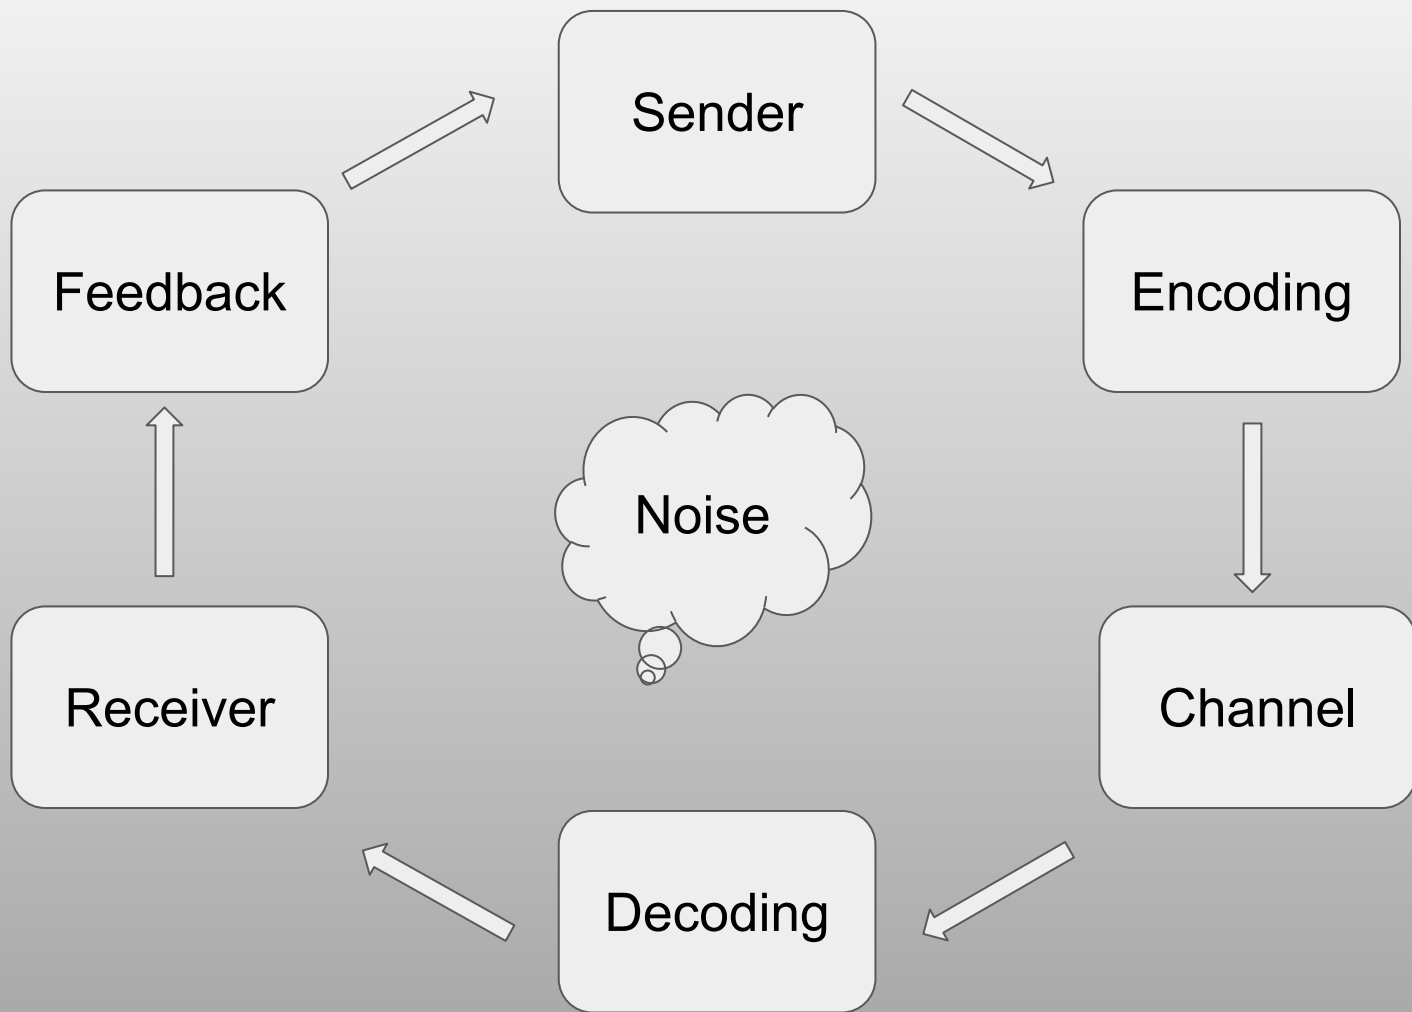 Sender
Encoding
Channel
Decoding
Receiver
Feedback
Noise